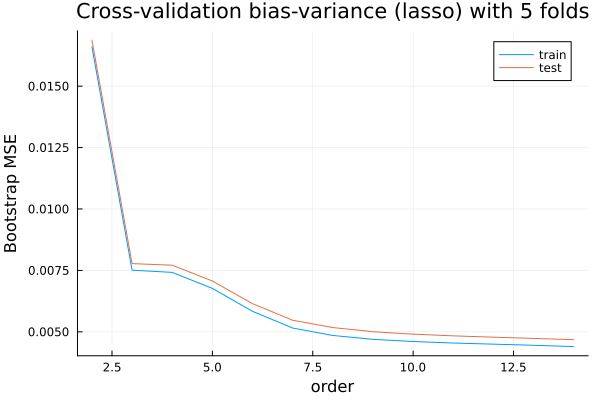 Cross-validation bias-variance (lasso) with 5 folds
train
test
Bootstrap MSE
0.0150
0.0125
0.0100
0.0075
0.0050
2.5 5.0 7.5 10.0 12.5
order